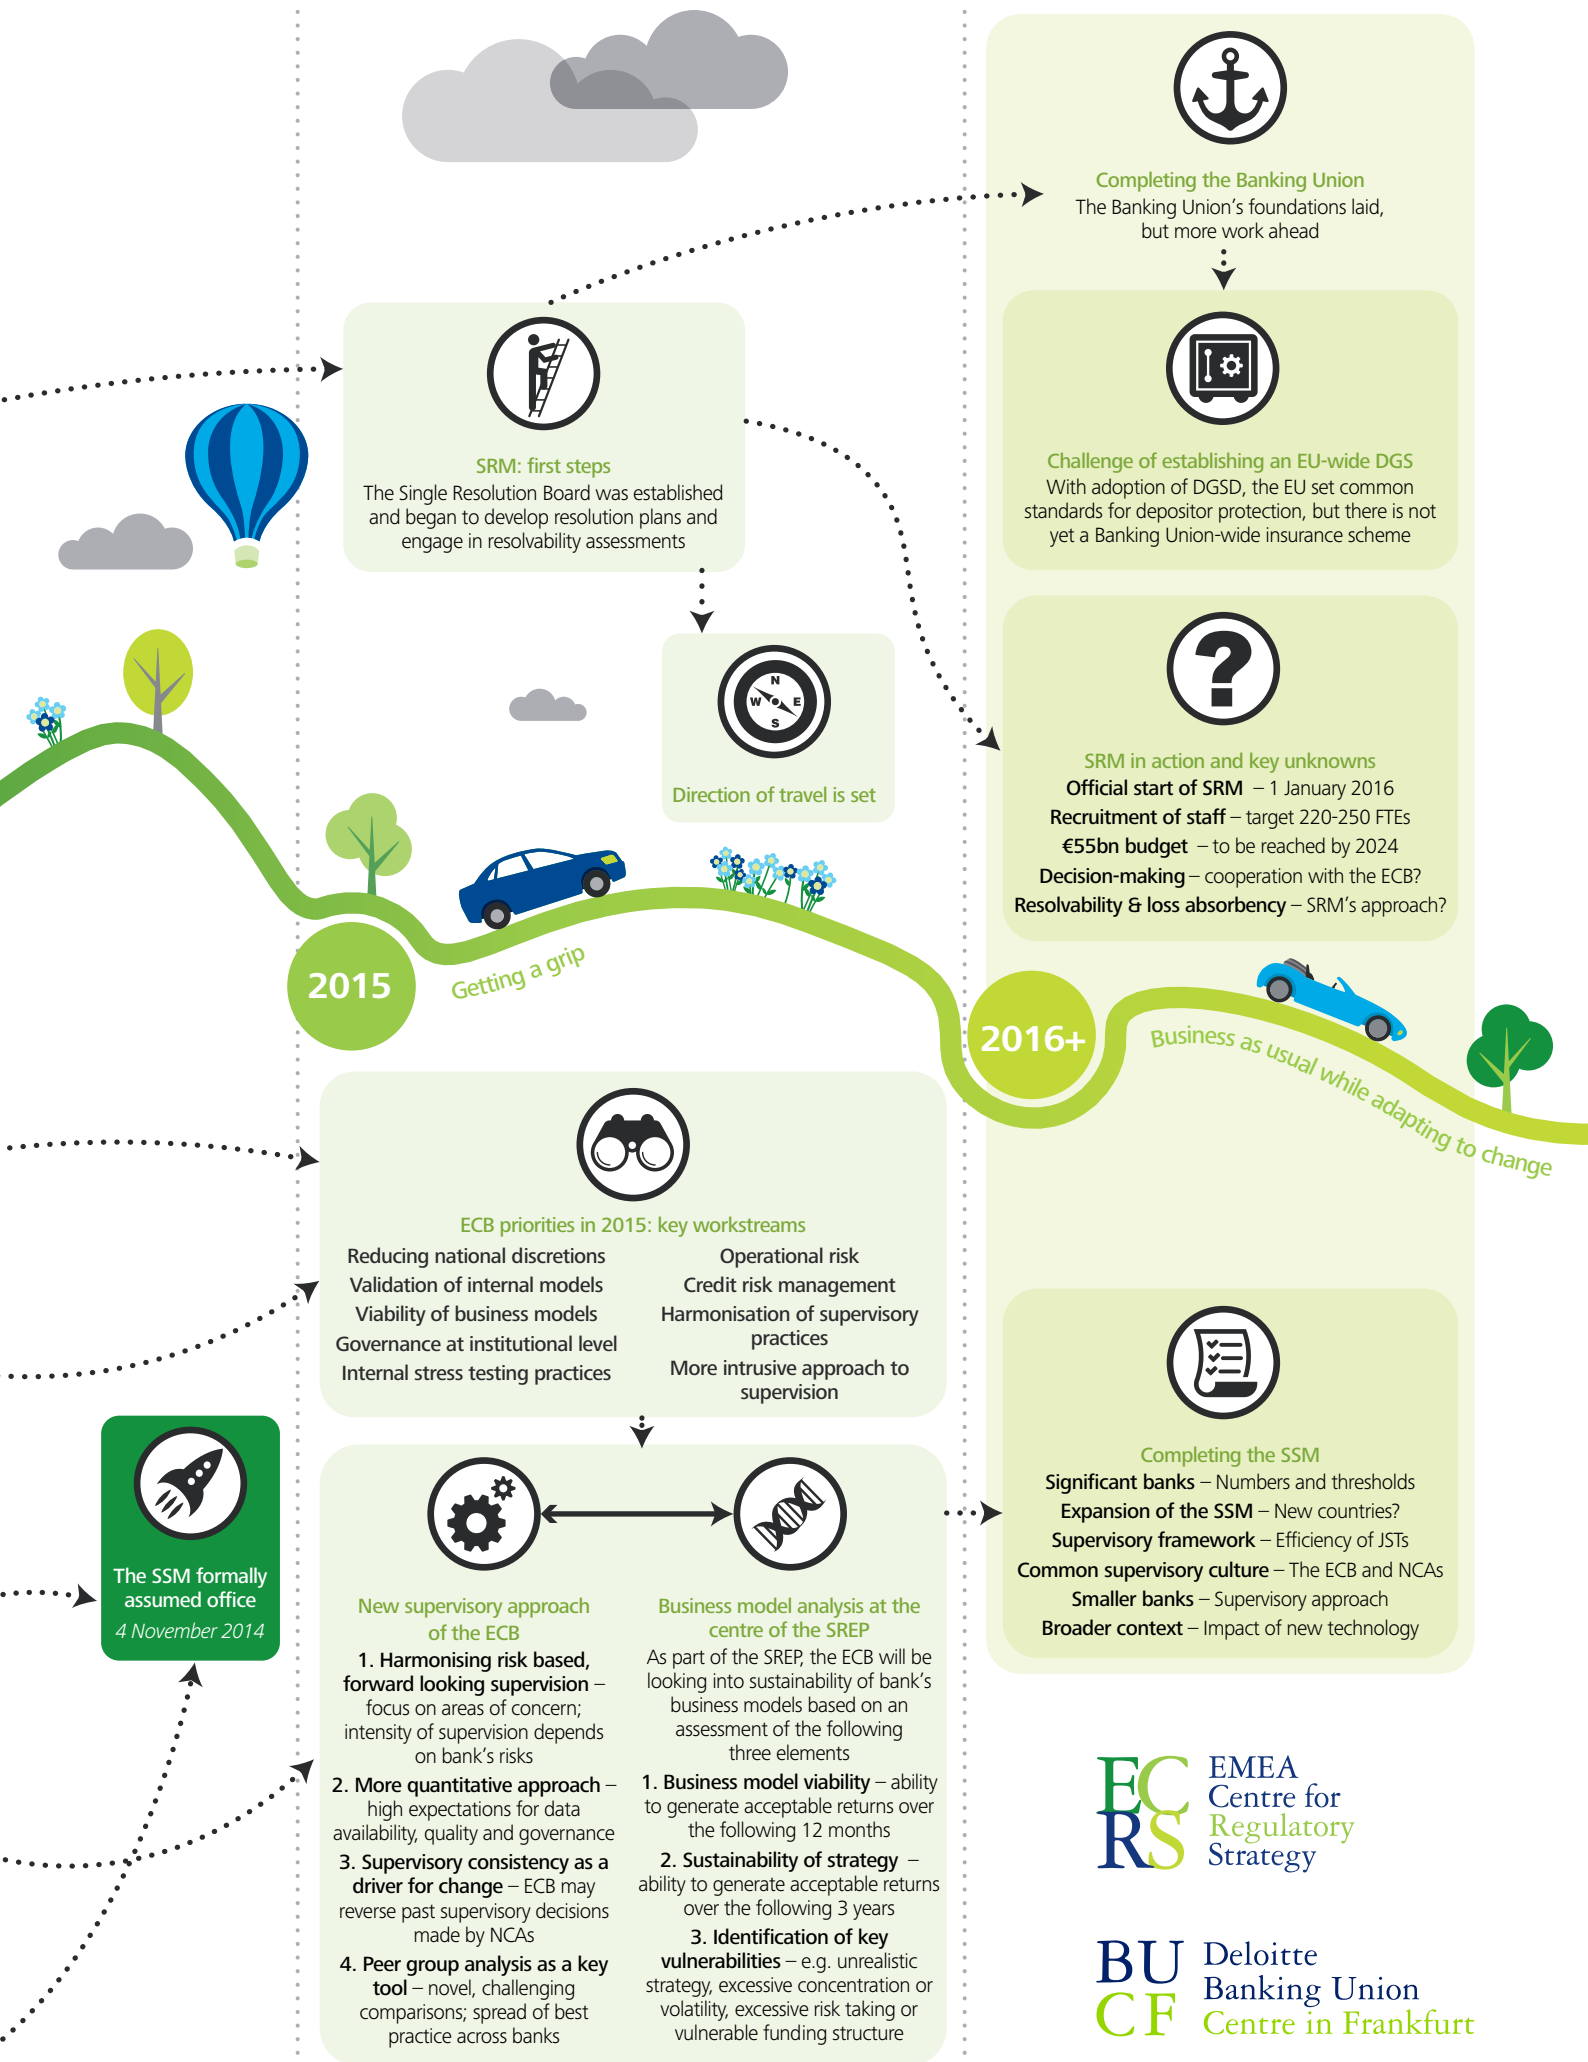 Completing the Banking Union
The Banking Union's foundations laid,
but more work ahead
Challenge of establishing an EU-wide DGS
With adoption of DGSD, the EU set common
standards for depositor protection, but there is not
yet a Banking Union-wide insurance scheme
SRM: first steps
The Single Resolution Board was established
and began to develop resolution plans and
engage in resolvability assessments
N
W E
S
Direction of travel is set
SRM in action and key unknowns
Official start of SRM – 1 January 2016
Recruitment of staff – target 220-250 FTEs
€55bn budget – to be reached by 2024
Decision-making – cooperation with the ECB?
Resolvability & loss absorbency – SRM's approach?
2015
Getting a grip
2016+
Business as usual while adapting to change
ECB priorities in 2015: key workstreams
Reducing national discretions
Validation of internal models
Viability of business models
Governance at institutional level
Internal stress testing practices
Operational risk
Credit risk management
Harmonisation of supervisory
practices
More intrusive approach to
supervision
The SSM formally
assumed office
4 November 2014
New supervisory approach
of the ECB
1. Harmonising risk based,
forward looking supervision –
focus on areas of concern;
intensity of supervision depends
on bank's risks
2. More quantitative approach –
high expectations for data
availability, quality and governance
3. Supervisory consistency as a
driver for change – ECB may
reverse past supervisory decisions
made by NCAs
4. Peer group analysis as a key
tool – novel, challenging
comparisons; spread of best
practice across banks
Business model analysis at the
centre of the SREP
As part of the SREP, the ECB will be
looking into sustainability of bank's
business models based on an
assessment of the following
three elements
1. Business model viability – ability
to generate acceptable returns over
the following 12 months
2. Sustainability of strategy –
ability to generate acceptable returns
over the following 3 years
3. Identification of key
vulnerabilities – e.g. unrealistic
strategy, excessive concentration or
volatility, excessive risk taking or
vulnerable funding structure
Completing the SSM
Significant banks – Numbers and thresholds
Expansion of the SSM – New countries?
Supervisory framework – Efficiency of JSTs
Common supervisory culture – The ECB and NCAs
Smaller banks – Supervisory approach
Broader context – Impact of new technology
EC
RS
EMEA
Centre for
Regulatory
Strategy
BU
CF
Deloitte
Banking Union
Centre in Frankfurt